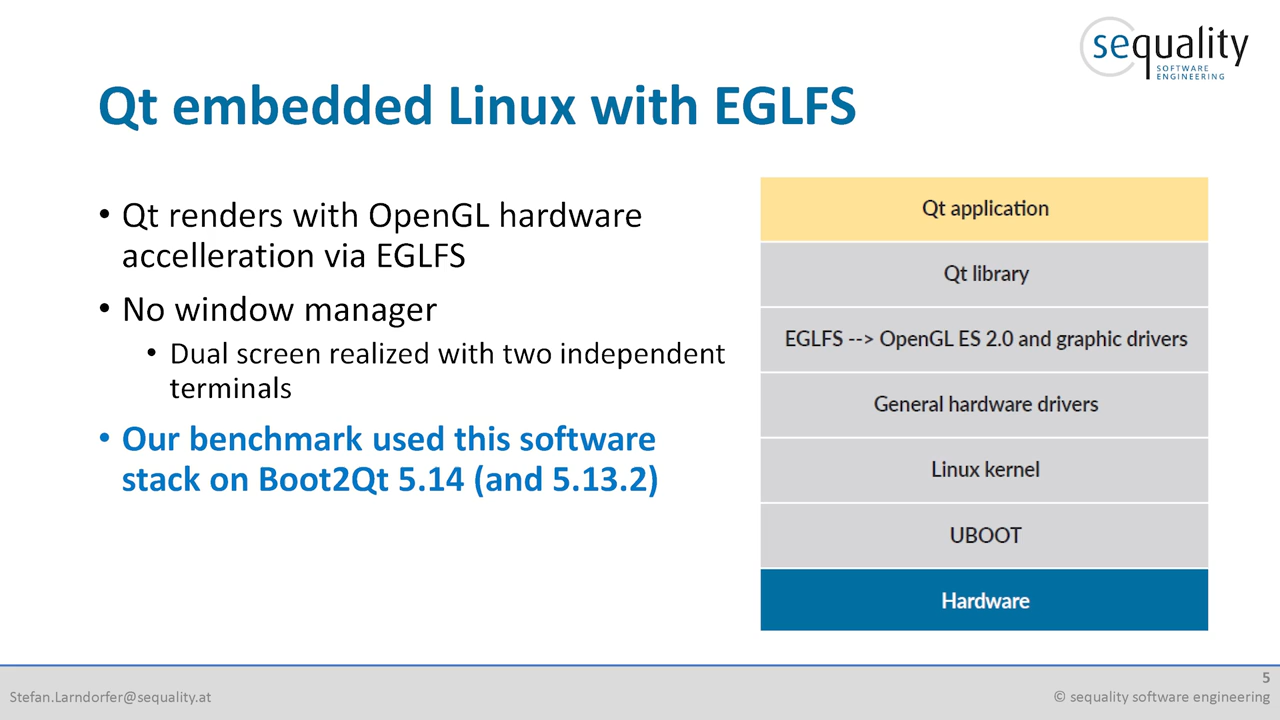 sequality
SOFTWARE
ENGINEERING
Qt embedded Linux with EGLFS
• Qt renders with OpenGL hardware
accelleration via EGLFS
• No window manager
• Dual screen realized with two independent
terminals
• Our benchmark used this software
stack on Boot2Qt 5.14 (and 5.13.2)
Qt application
Qt library
EGLFS --> OpenGL ES 2.0 and graphic drivers
General hardware drivers
Linux kernel
UBOOT
Hardware
5
Stefan.Larndorfer@sequality.at
© sequality software engineering